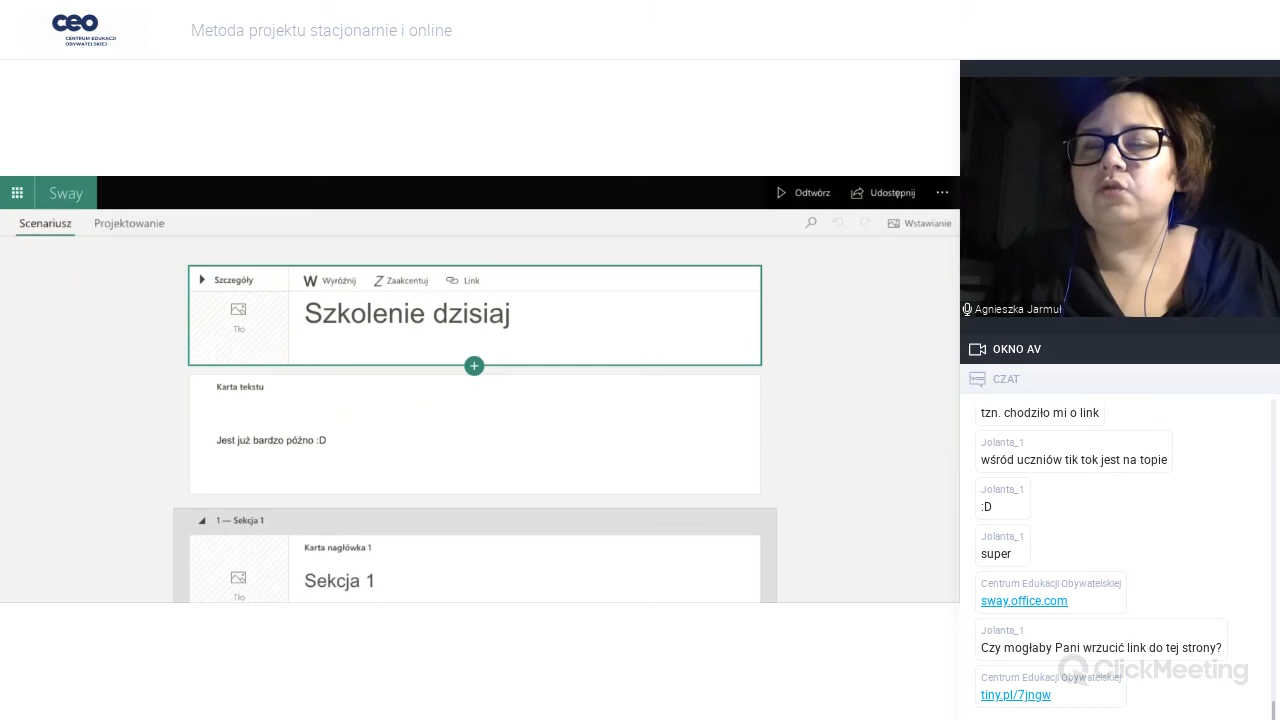 ceo
CENTRUM EDUKACJI
OBYWATELSKIEJ
Metoda projektu stacjonarnie i online
Sway
Odtwórz
Udostępnij
Scenariusz
Projektowanie
Wstawianie
Szczegóły
W Wyróżnij
Z Zaakcentuj
Link
Tło
Szkolenie dzisiaj
Karta tekstu
Jest już bardzo późno :D
1 — Sekcja 1
Karta nagłówka 1
Tło
Sekcja 1
Agnieszka Jarmuł
OKNO AV
CZAT
tzn. chodziło mi o link
Jolanta_1
wśród uczniów tik tok jest na topie
Jolanta_1
:D
Jolanta_1
super
Centrum Edukacji Obywatelskiej
sway.office.com
Jolanta_1
Czy mogłaby Pani wrzucić link do tej strony?
Centrum Edukacji Obywatelskiej
tiny.pl/7jngw
ClickMeeting